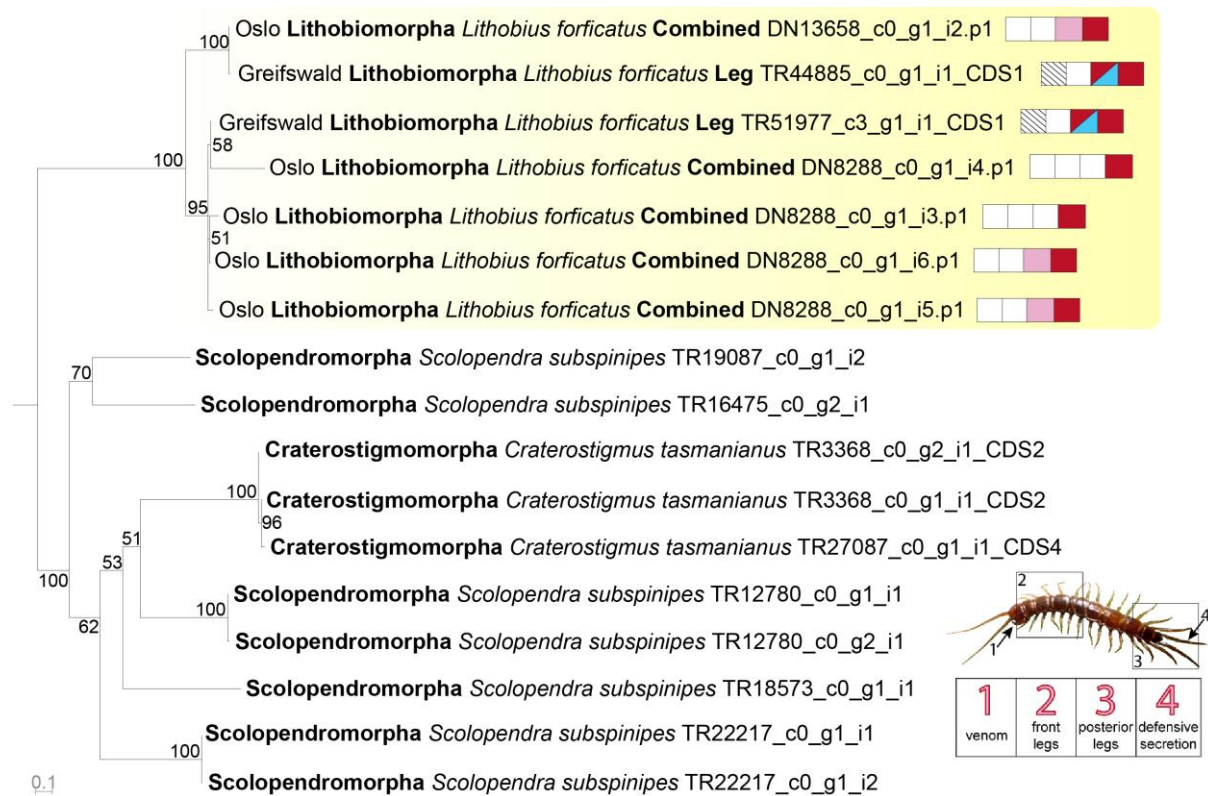 100
Oslo Lithobiomorpha Lithobius forficatus Combined DN13658_c0_g1_i2.p1
Greifswald Lithobiomorpha Lithobius forficatus Leg TR44885_c0_g1_i1_CDS1
100
Greifswald Lithobiomorpha Lithobius forficatus Leg TR51977_c3_g1_i1_CDS1
58
Oslo Lithobiomorpha Lithobius forficatus Combined DN8288_c0_g1_i4.p1
95
Oslo Lithobiomorpha Lithobius forficatus Combined DN8288_c0_g1_i3.p1
51
Oslo Lithobiomorpha Lithobius forficatus Combined DN8288_c0_g1_i6.p1
Oslo Lithobiomorpha Lithobius forficatus Combined DN8288_c0_g1_i5.p1
Scolopendromorpha Scolopendra subspinipes TR19087_c0_g1_i2
70
Scolopendromorpha Scolopendra subspinipes TR16475_c0_g2_i1
Craterostigmomorpha Craterostigmus tasmanianus TR3368_c0_g2_i1_CDS2
100
Craterostigmomorpha Craterostigmus tasmanianus TR3368_c0_g1_i1_CDS2
96
51
Craterostigmomorpha Craterostigmus tasmanianus TR27087_c0_g1_i1_CDS4
53
100
Scolopendromorpha Scolopendra subspinipes TR12780_c0_g1_i1
100
62
Scolopendromorpha Scolopendra subspinipes TR12780_c0_g2_i1
Scolopendromorpha Scolopendra subspinipes TR18573_c0_g1_i1
Scolopendromorpha Scolopendra subspinipes TR22217_c0_g1_i1
100
Scolopendromorpha Scolopendra subspinipes TR22217_c0_g1_i2
0.1
2
4
1
3
1 2 3 4
venom
front legs
posterior legs
defensive secretion